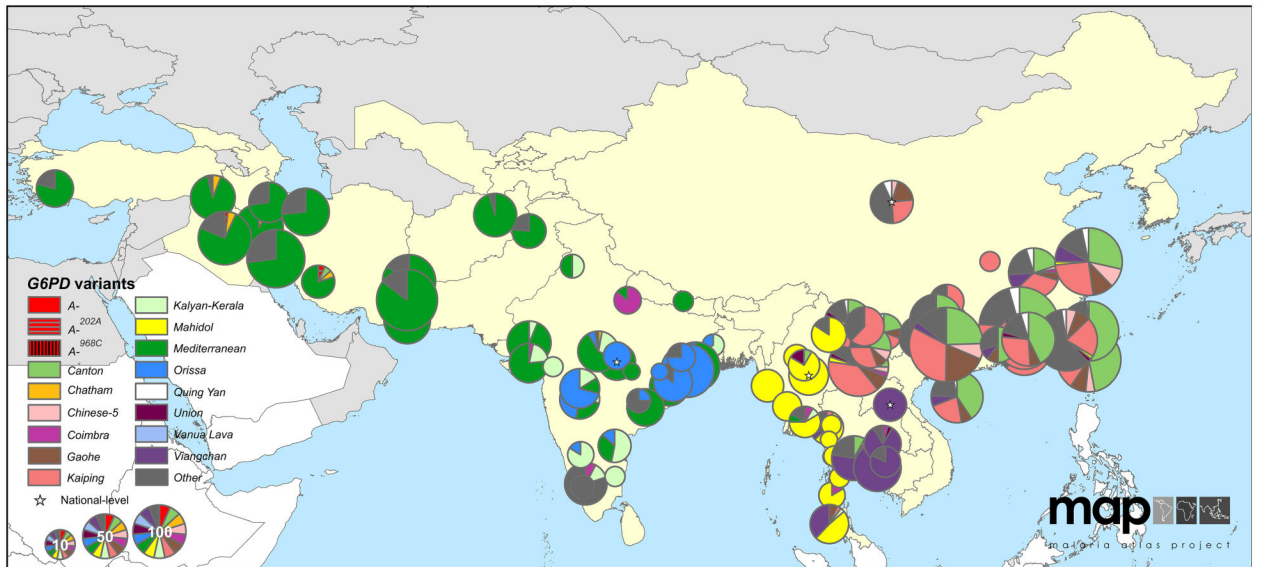 G6PD variants
A-
A-202A
A-968C
Canton
Chatham
Chinese-5
Coimbra
Gaohe
Kaiping
Kalyan-Kerala
Mahidol
Mediterranean
Orissa
Quing Yan
Union
Vanua Lava
Viangchan
Other
National-level
10
50
100
map
malaria atlas project